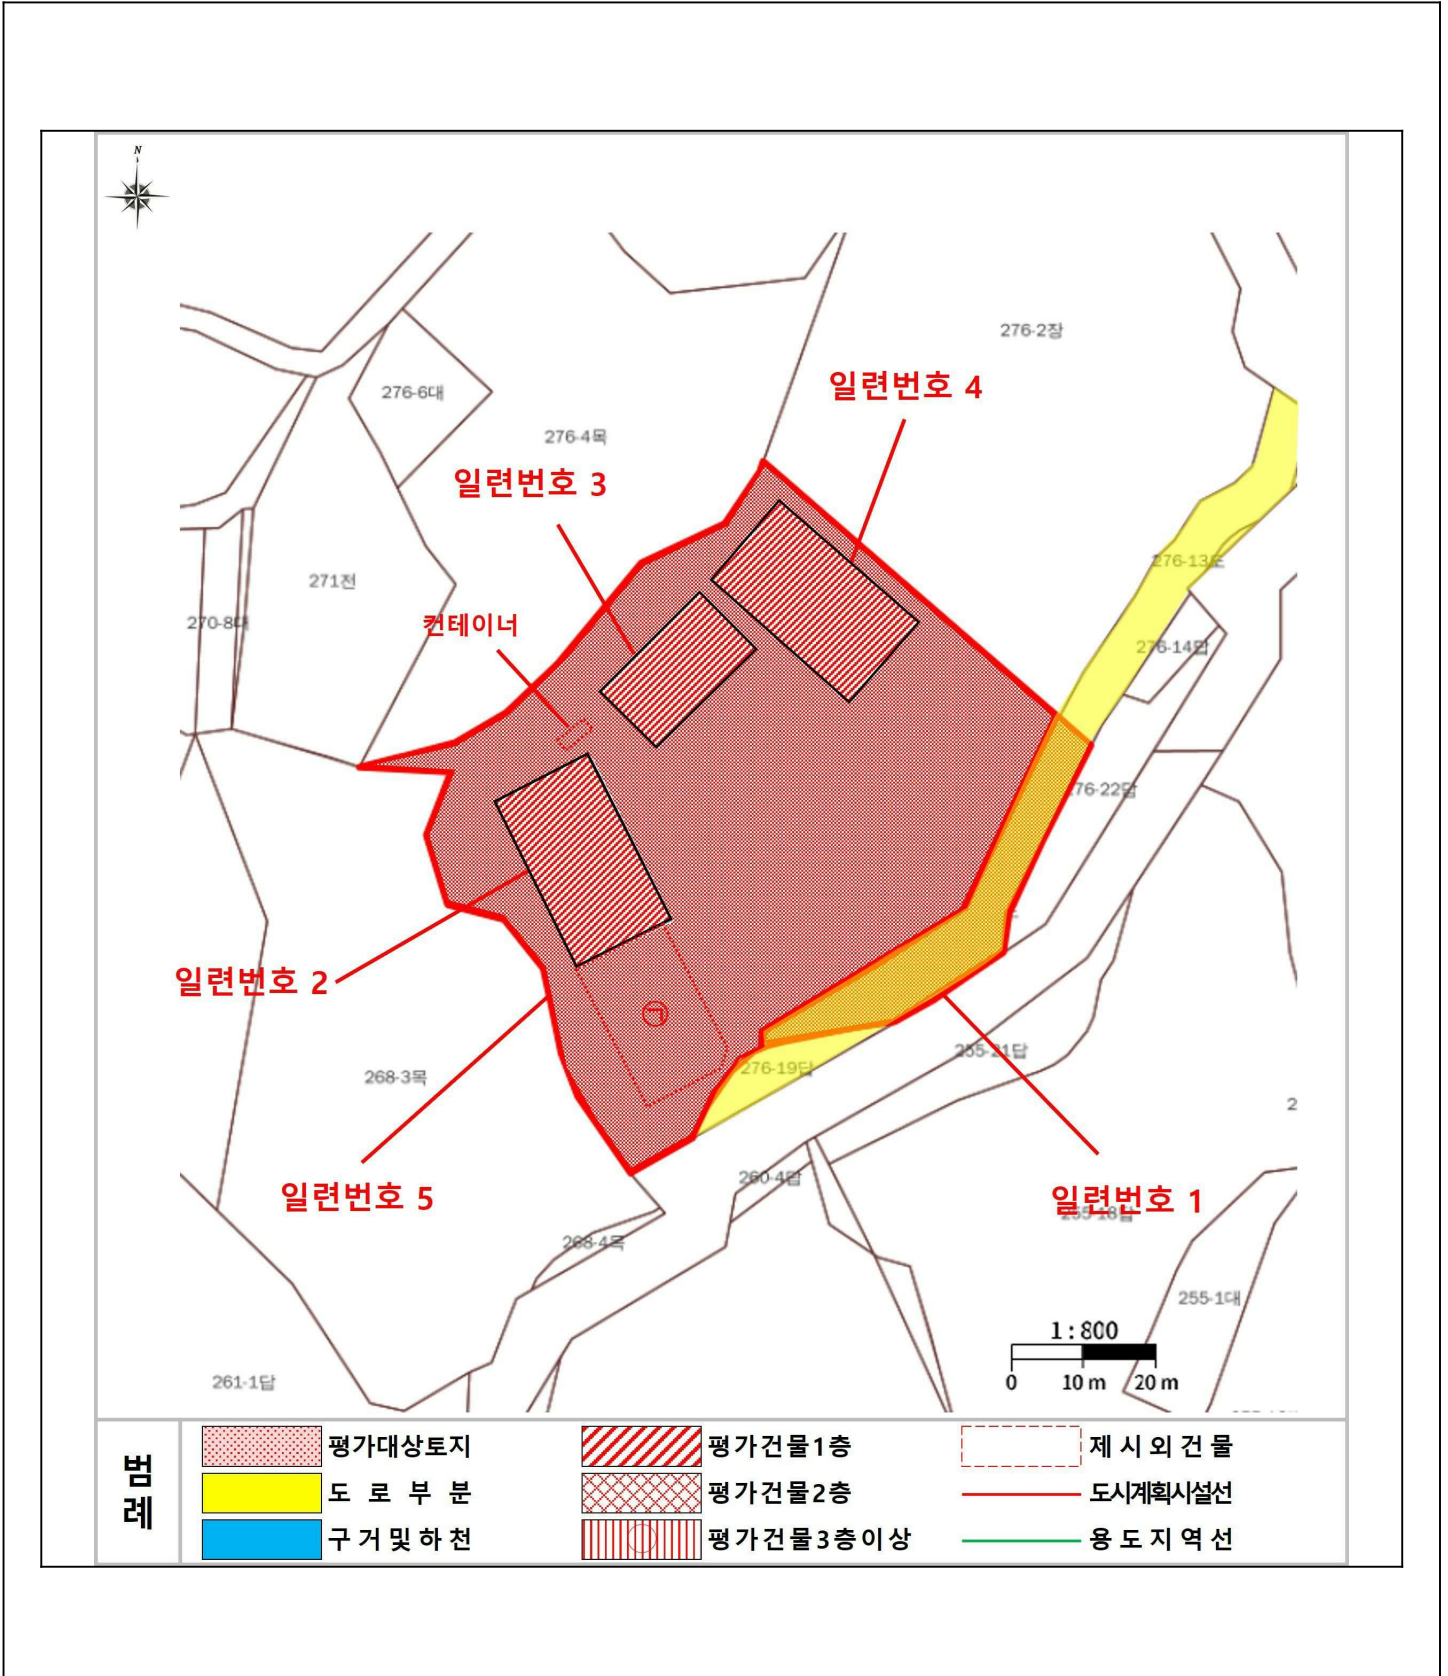 N
276-2장
일련번호 4
276-6대
276-4목
일련번호 3
276-13도
271전
270-8대
컨테이너
276-14답
276-22답
일련번호 2
㉡
276-19답
255-21답
268-3목
260-4답
일련번호 5
일련번호 1
255-18답
268-4목
255-1대
1 : 800
0 10 m 20 m
261-1답
범례
평가대상토지
평가건물1층
제시외건물
도로부분
평가건물2층
도시계획시설선
구거및하천
평가건물3층이상
용도지역선